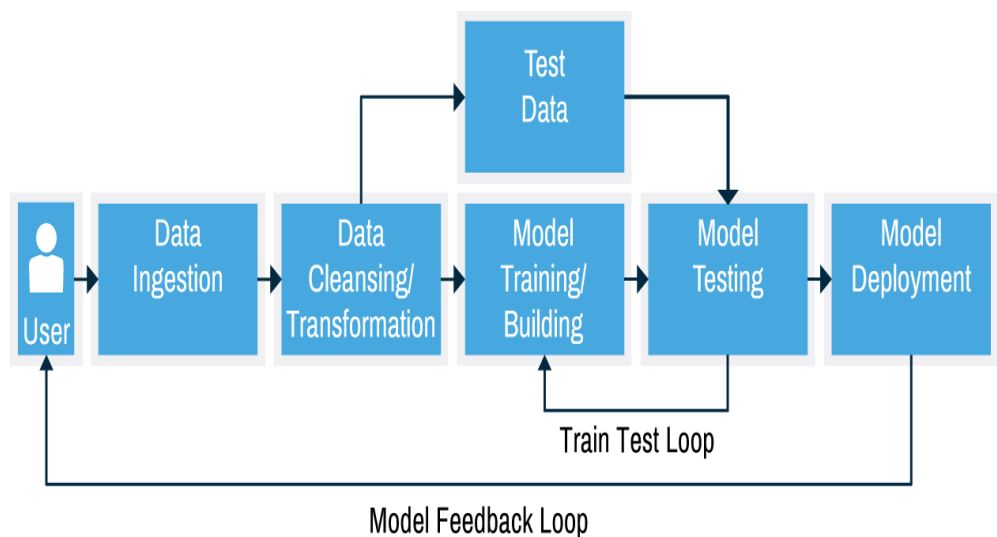 Test
Data
User
Data
Ingestion
Data
Cleansing/
Transformation
Model
Training/
Building
Model
Testing
Model
Deployment
Train Test Loop
Model Feedback Loop